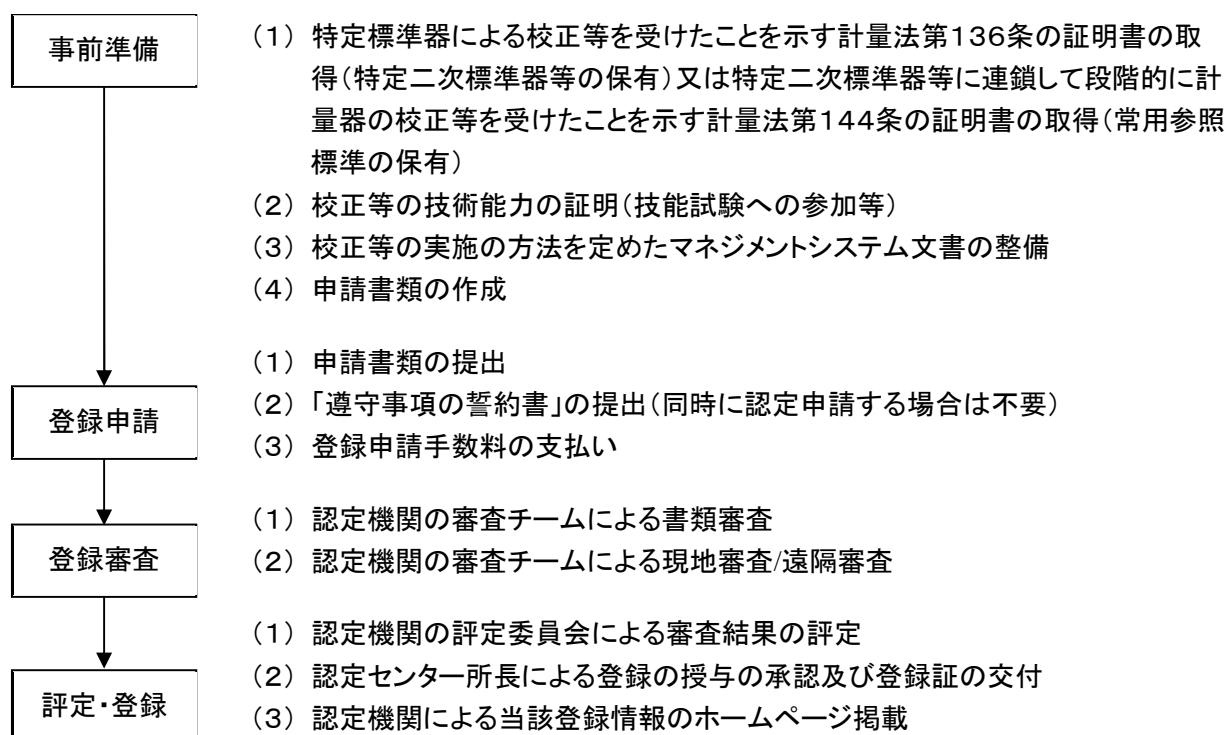 事前準備
(1) 特定標準器による校正等を受けたことを示す計量法第136条の証明書の取
得(特定二次標準器等の保有)又は特定二次標準器等に連鎖して段階的に計
量器の校正等を受けたことを示す計量法第144条の証明書の取得(常用参照
標準の保有)
(2) 校正等の技術能力の証明(技能試験への参加等)
(3) 校正等の実施の方法を定めたマネジメントシステム文書の整備
(4) 申請書類の作成
登録申請
(1) 申請書類の提出
(2)「遵守事項の誓約書」の提出(同時に認定申請する場合は不要)
(3) 登録申請手数料の支払い
登録審査
(1) 認定機関の審査チームによる書類審査
(2) 認定機関の審査チームによる現地審査/遠隔審査
評定・登録
(1) 認定機関の評定委員会による審査結果の評定
(2) 認定センター所長による登録の授与の承認及び登録証の交付
(3) 認定機関による当該登録情報のホームページ掲載